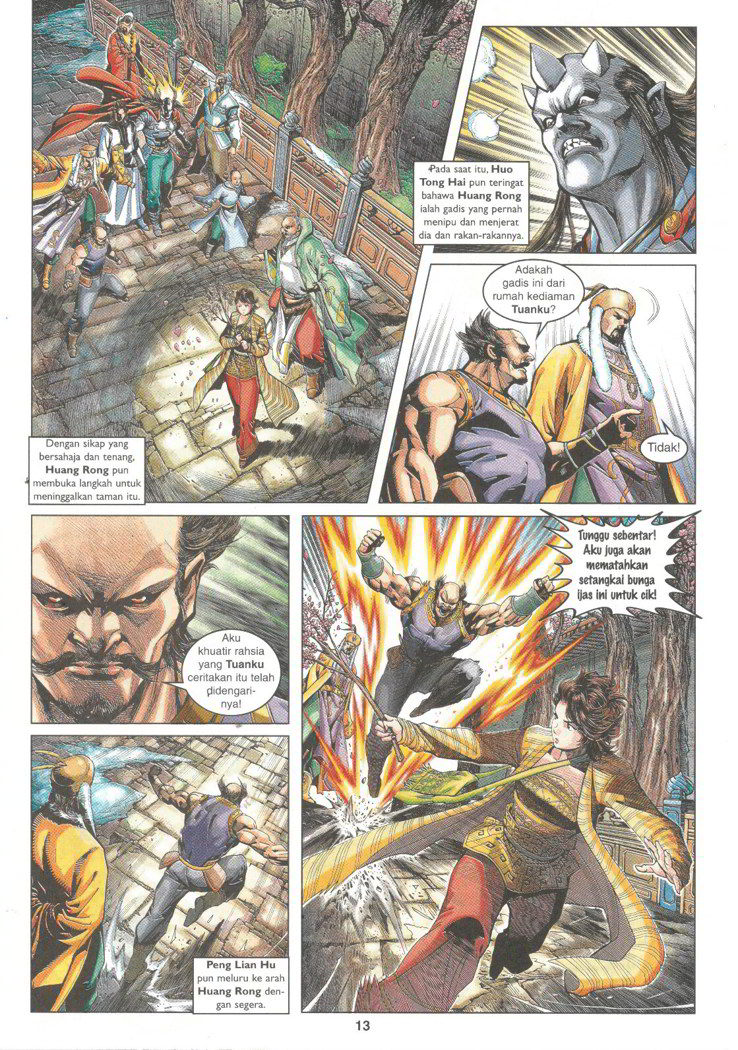 Dengan sikap yang
bersahaja dan tenang,
Huang Rong pun
membuka langkah untuk
meninggalkan taman itu.
Pada saat itu, Huo
Tong Hai pun teringat
bahawa Huang Rong
ialah gadis yang pernah
menipu dan menjerat
dia dan rakan-rakannya.
Adakah
gadis ini dari
rumah kediaman
Tuanku?
Tidak!
Aku
khuatir rahsia
yang Tuanku
ceritakan itu telah
didengari-
nya!
Peng Lian Hu
pun meluru ke arah
Huang Rong den-
gan segera.
Tunggu sebentar!
Aku juga akan
mematahkan
setangkai bunga
ijas ini untuk cik!
13